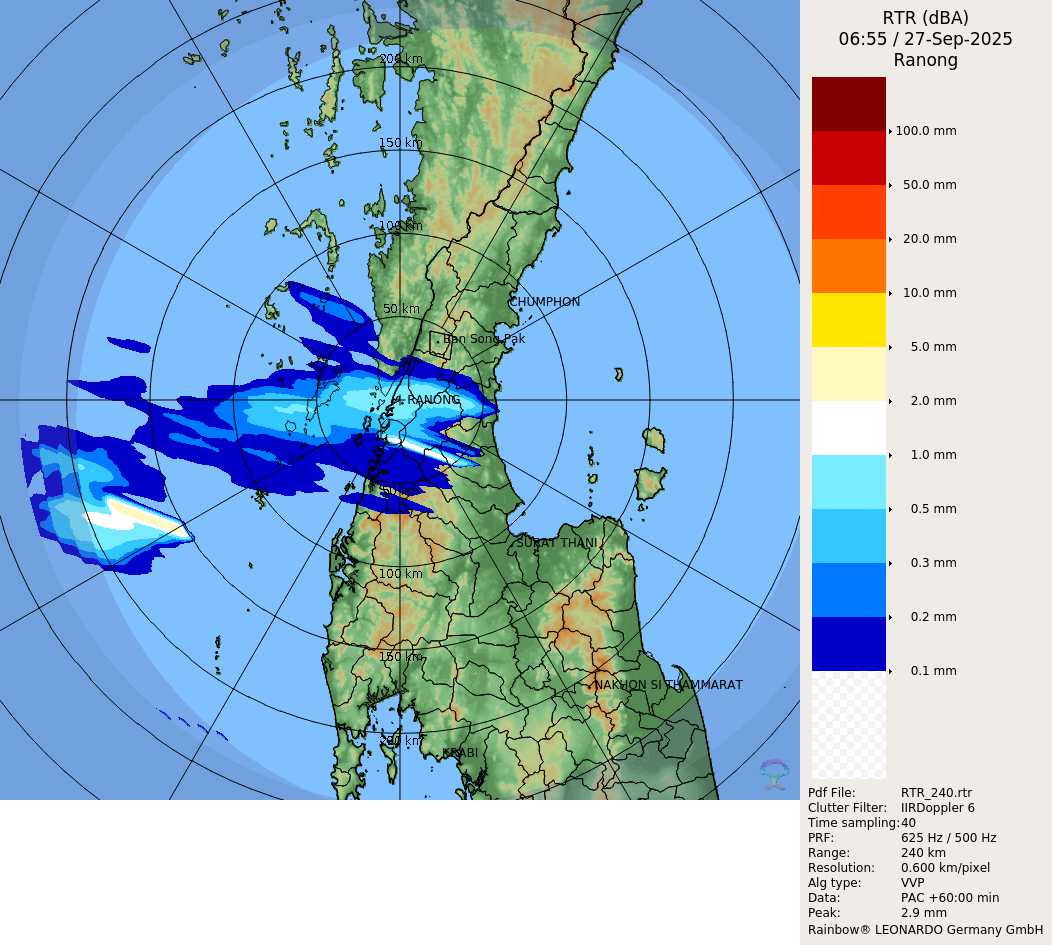 RTR (dBA)
06:55 / 27-Sep-2025
Ranong
200 km
150 km
100 km
50 km
CHUMPHON
Ban Song Pak
RANONG
50
SURAT THANI
100 km
150 km
NAKHON SI THAMMARAT
200 km
KRABI
100.0 mm
50.0 mm
20.0 mm
10.0 mm
5.0 mm
2.0 mm
1.0 mm
0.5 mm
0.3 mm
0.2 mm
0.1 mm
Pdf File: RTR_240.rtr
Clutter Filter: IIRDoppler 6
Time sampling:40
PRF: 625 Hz / 500 Hz
Range: 240 km
Resolution: 0.600 km/pixel
Alg type: VVP
Data: PAC +60:00 min
Peak: 2.9 mm
Rainbow® LEONARDO Germany GmbH